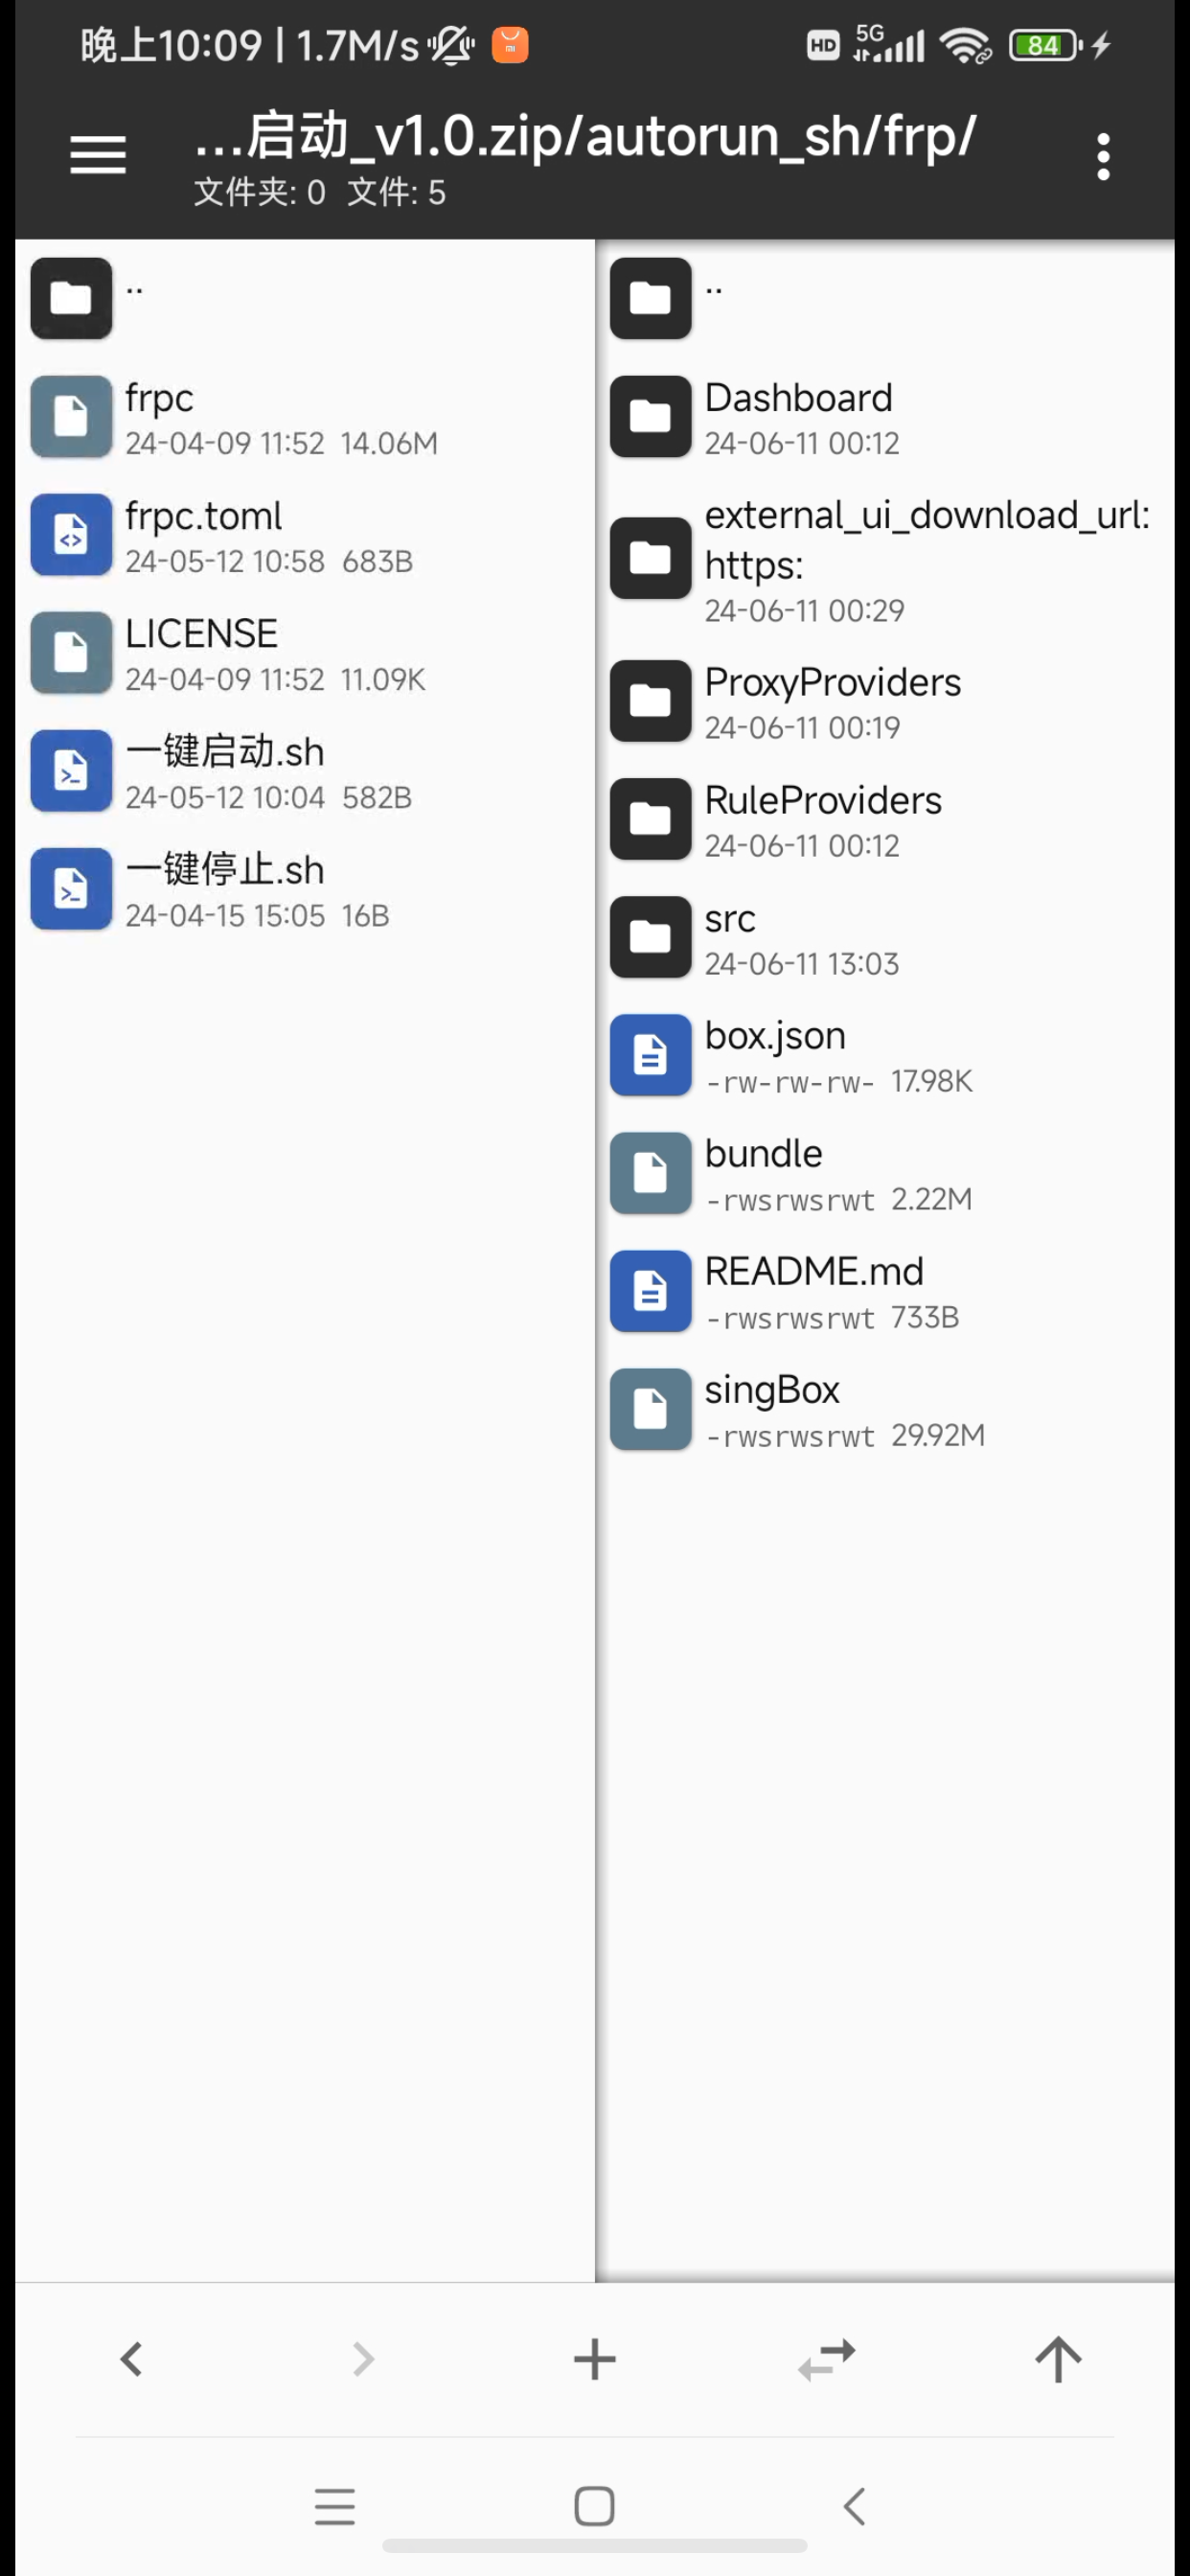 晚上10:09 | 1.7M/s
HD 5G 84
...启动_v1.0.zip/autorun_sh/frp/
文件夹: 0 文件: 5
..
frpc
24-04-09 11:52 14.06M
frpc.toml
24-05-12 10:58 683B
LICENSE
24-04-09 11:52 11.09K
一键启动.sh
24-05-12 10:04 582B
一键停止.sh
24-04-15 15:05 16B
..
Dashboard
24-06-11 00:12
external_ui_download_url:
https:
24-06-11 00:29
ProxyProviders
24-06-11 00:19
RuleProviders
24-06-11 00:12
src
24-06-11 13:03
box.json
-rw-rw-rw- 17.98K
bundle
-rwsrwsrwt 2.22M
README.md
-rwsrwsrwt 733B
singBox
-rwsrwsrwt 29.92M